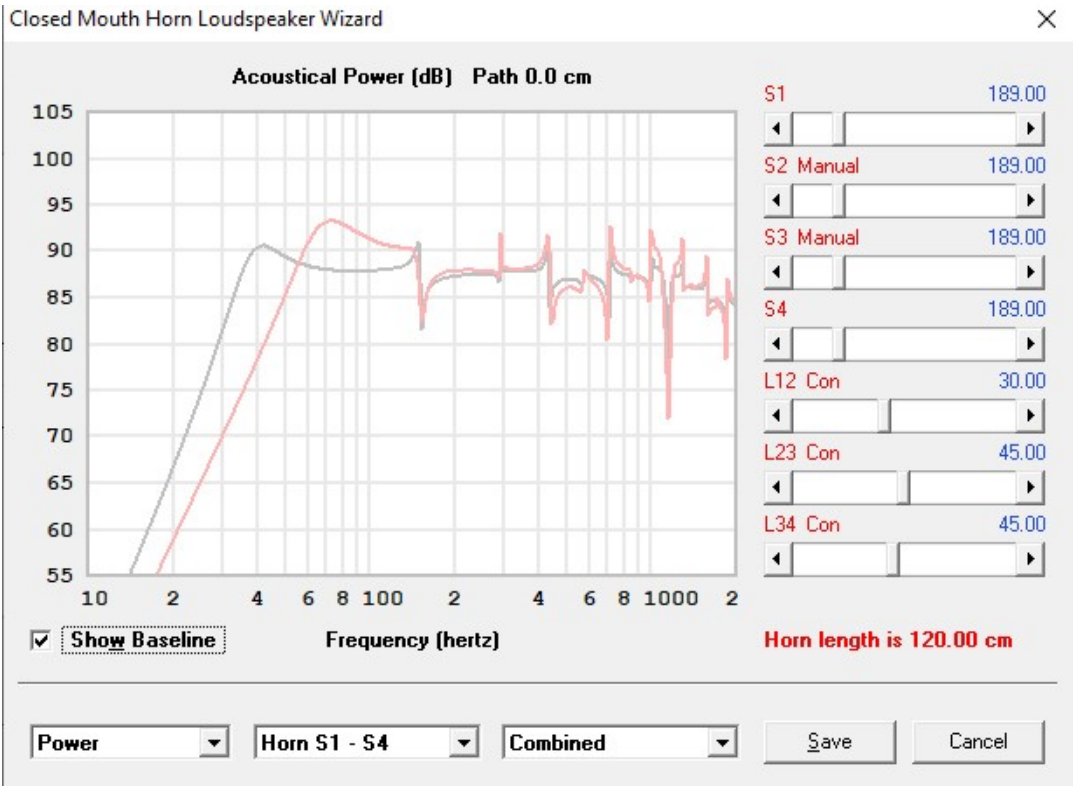 Closed Mouth Horn Loudspeaker Wizard
Acoustical Power (dB) Path 0.0 cm
105
100
95
90
85
80
75
70
65
60
55
10 2 4 6 8 100 2 4 6 8 1000 2
Show Baseline
Frequency (hertz)
S1 189.00
S2 Manual 189.00
S3 Manual 189.00
S4 189.00
L12 Con 30.00
L23 Con 45.00
L34 Con 45.00
Horn length is 120.00 cm
Power
Horn S1 - S4
Combined
Save
Cancel